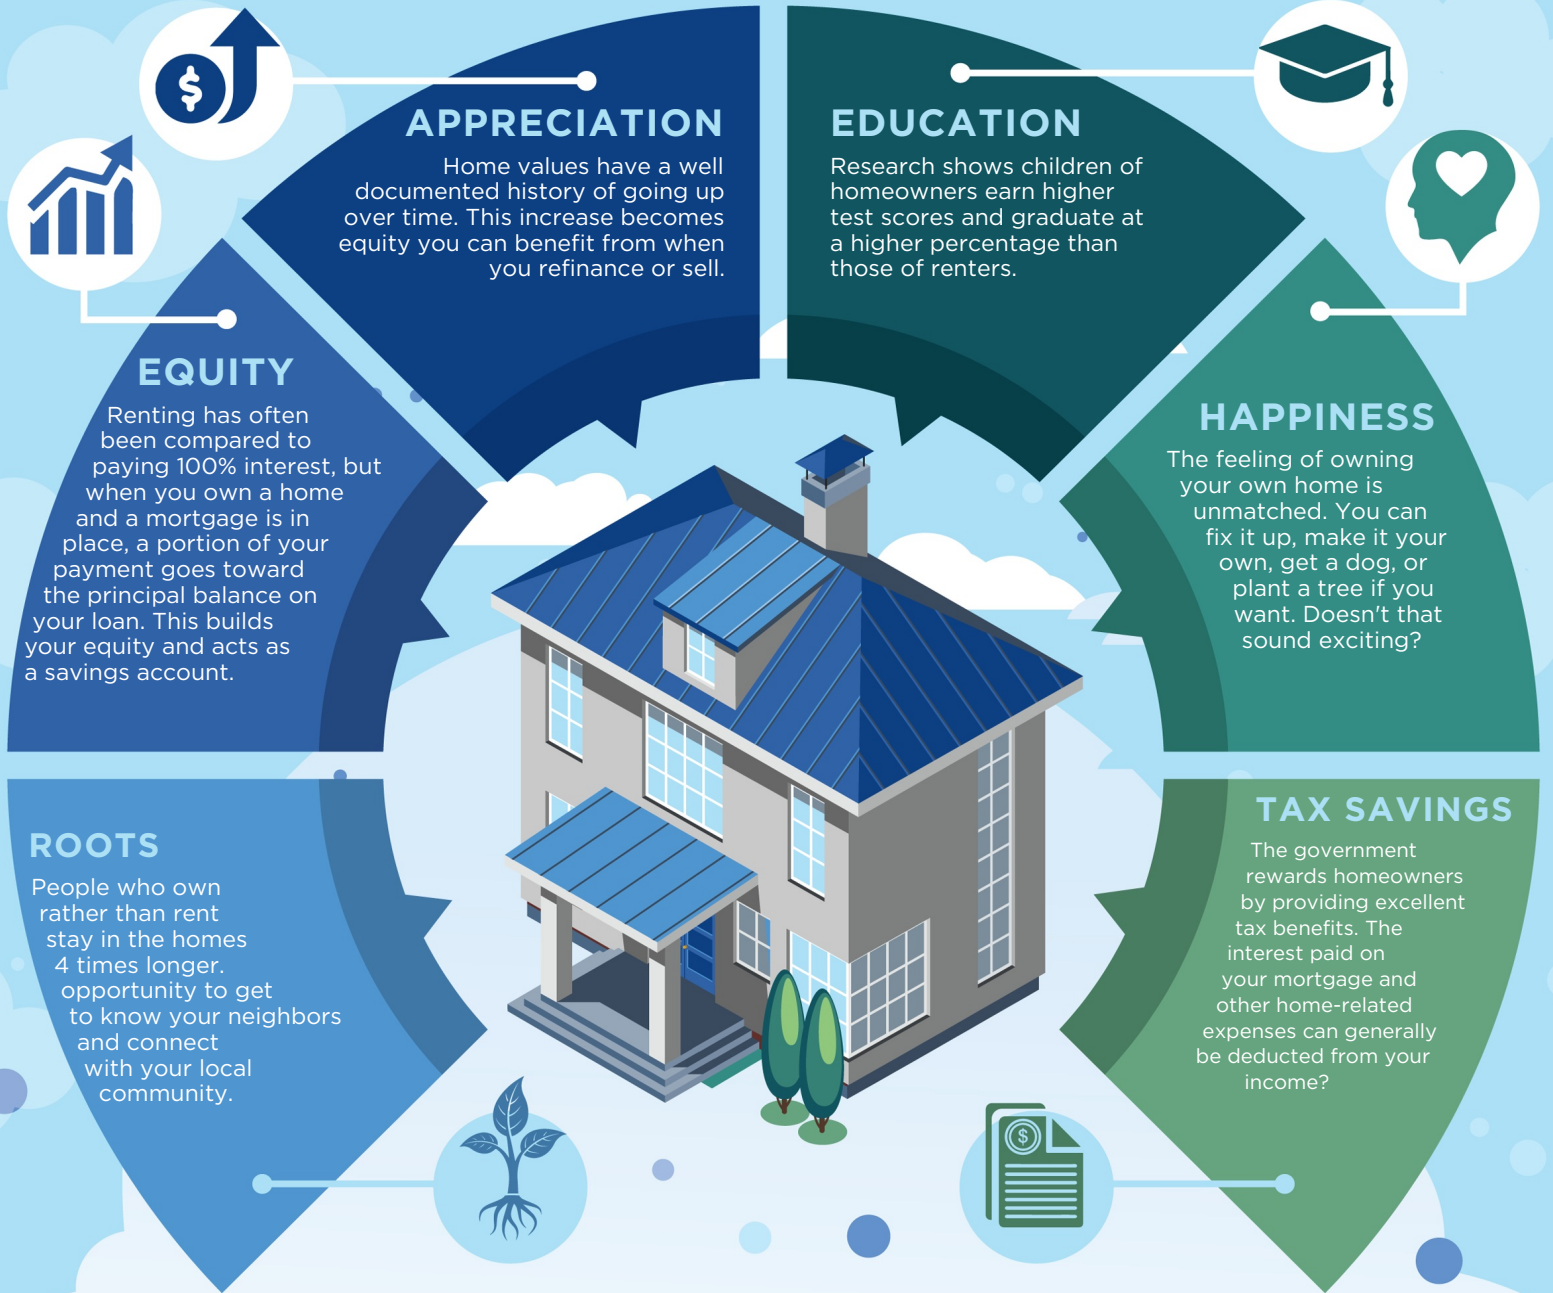 APPRECIATION
Home values have a well
documented history of going up
over time. This increase becomes
equity you can benefit from when
you refinance or sell.
EDUCATION
Research shows children of
homeowners earn higher
test scores and graduate at
a higher percentage than
those of renters.
EQUITY
Renting has often
been compared to
paying 100% interest, but
when you own a home
and a mortgage is in
place, a portion of your
payment goes toward
the principal balance on
your loan. This builds
your equity and acts as
a savings account.
HAPPINESS
The feeling of owning
your own home is
unmatched. You can
fix it up, make it your
own, get a dog, or
plant a tree if you
want. Doesn't that
sound exciting?
ROOTS
People who own
rather than rent
stay in the homes
4 times longer.
opportunity to get
to know your neighbors
and connect
with your local
community.
TAX SAVINGS
The government
rewards homeowners
by providing excellent
tax benefits. The
interest paid on
your mortgage and
other home-related
expenses can generally
be deducted from your
income?
$
$